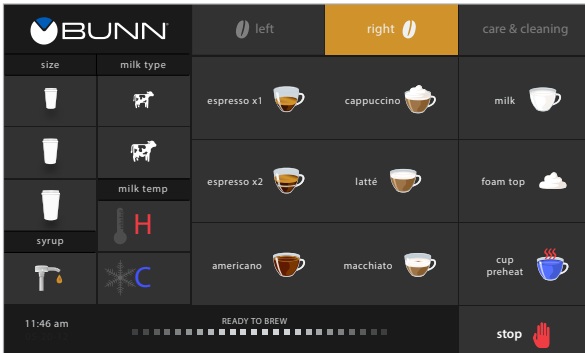 BUNN
left
right
care & cleaning
size
milk type
espresso x1
cappuccino
milk
espresso x2
latté
foam top
milk temp
H
syrup
americano
macchiato
cup
preheat
C
11:46 am
READY TO BREW
stop